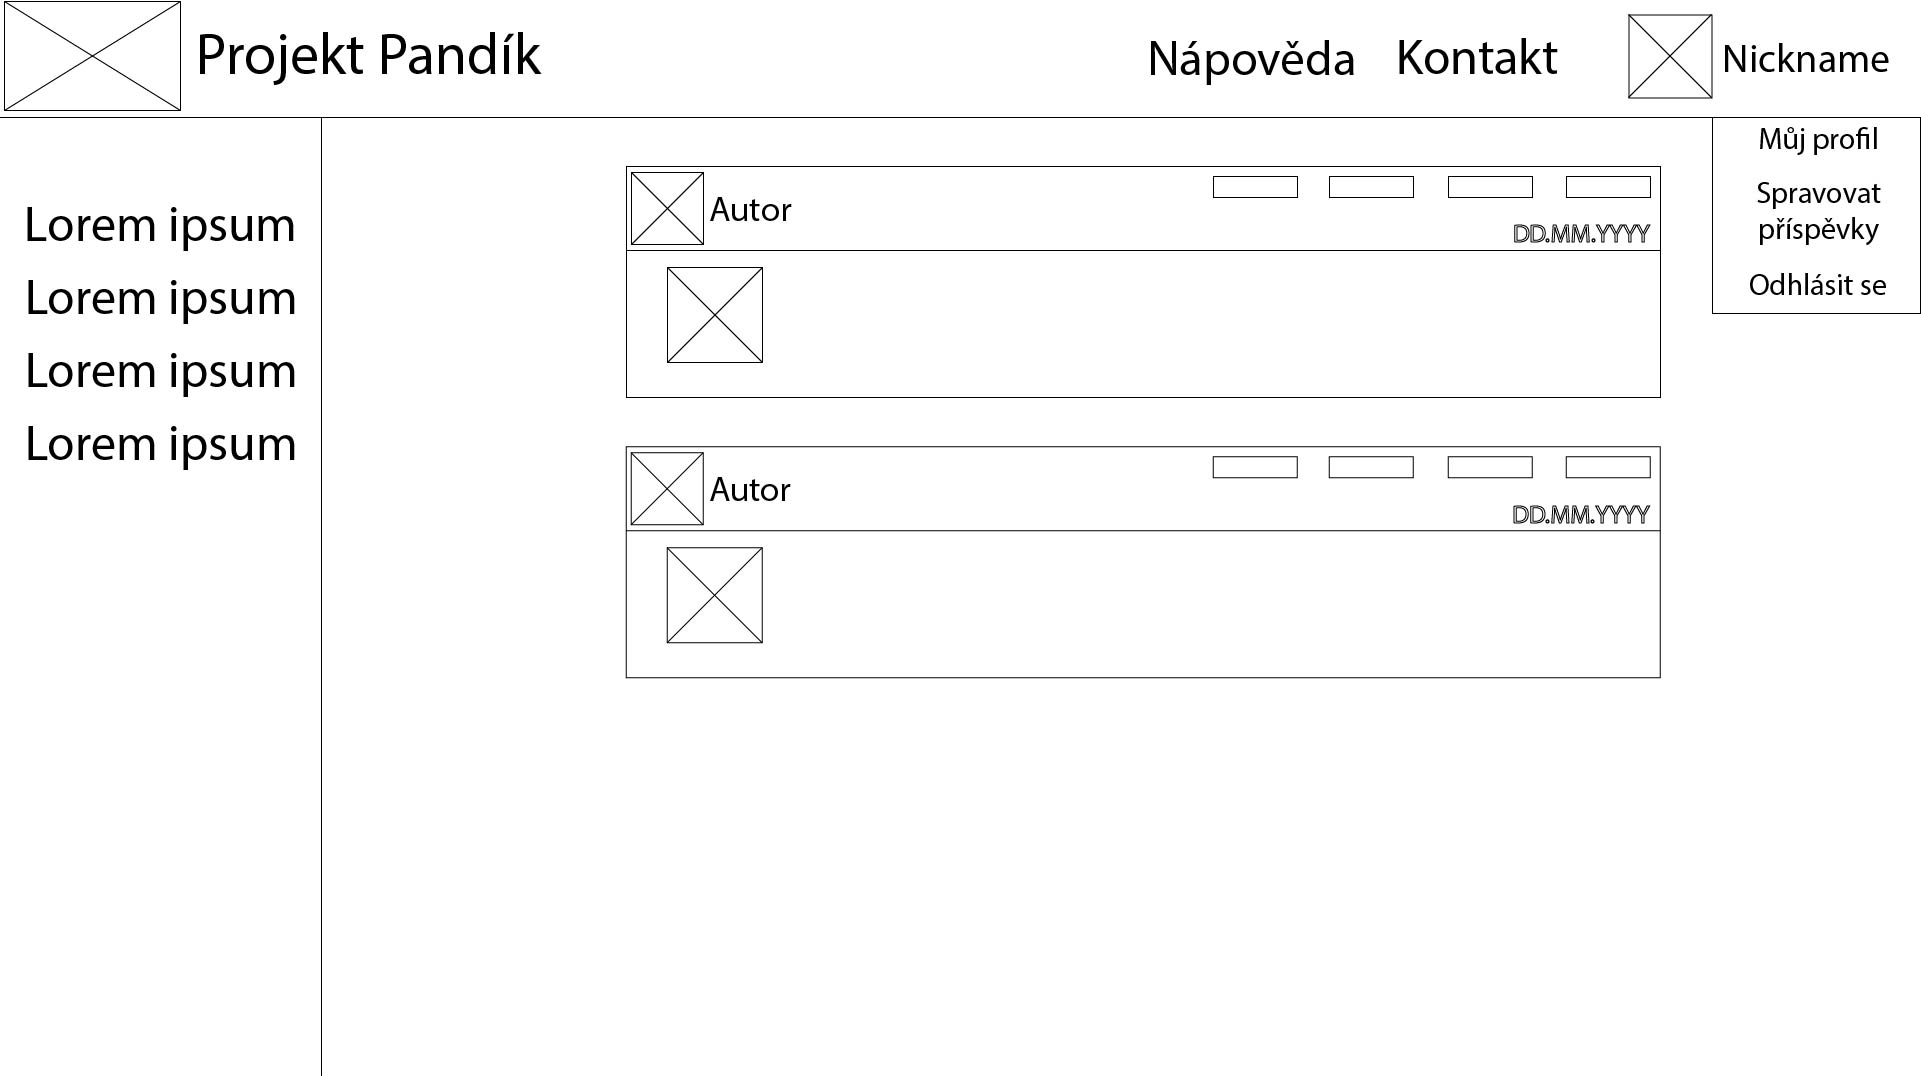 Projekt Pandík
Nápověda
Kontakt
Nickname
Můj profil
Spravovat
příspěvky
Odhlásit se
Lorem ipsum
Lorem ipsum
Lorem ipsum
Lorem ipsum
Autor
DD.MM.YYYY
Autor
DD.MM.YYYY